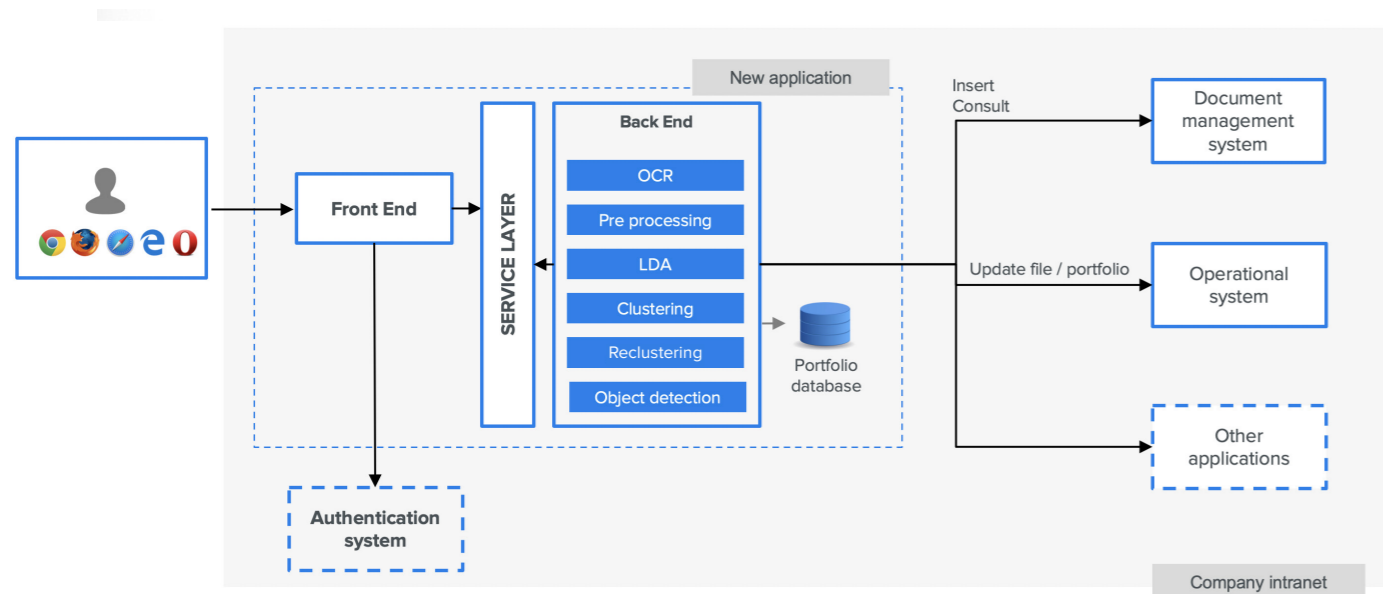 New application
Insert
Consult
Document
management
system
Back End
OCR
Front End
SERVICE LAYER
Pre processing
LDA
Update file / portfolio
Operational
system
Clustering
Reclustering
Portfolio
database
Object detection
Other
applications
Authentication
system
Company intranet